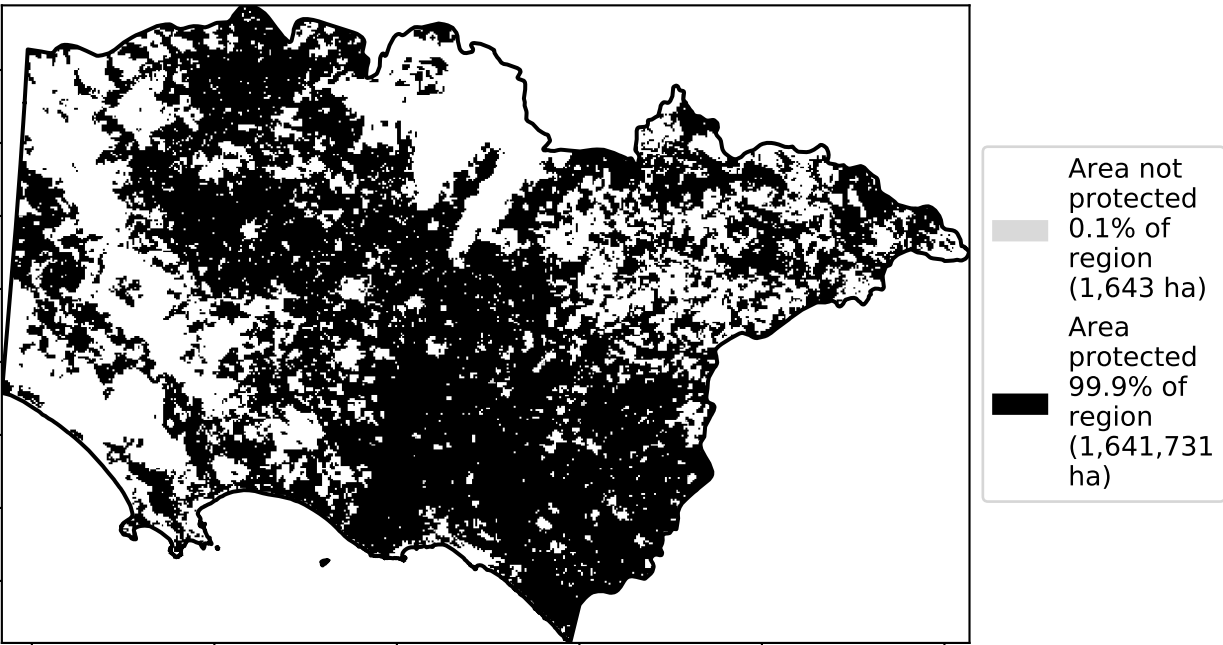 Area not
protected
0.1% of
region
(1,643 ha)
Area
protected
99.9% of
region
(1,641,731
ha)